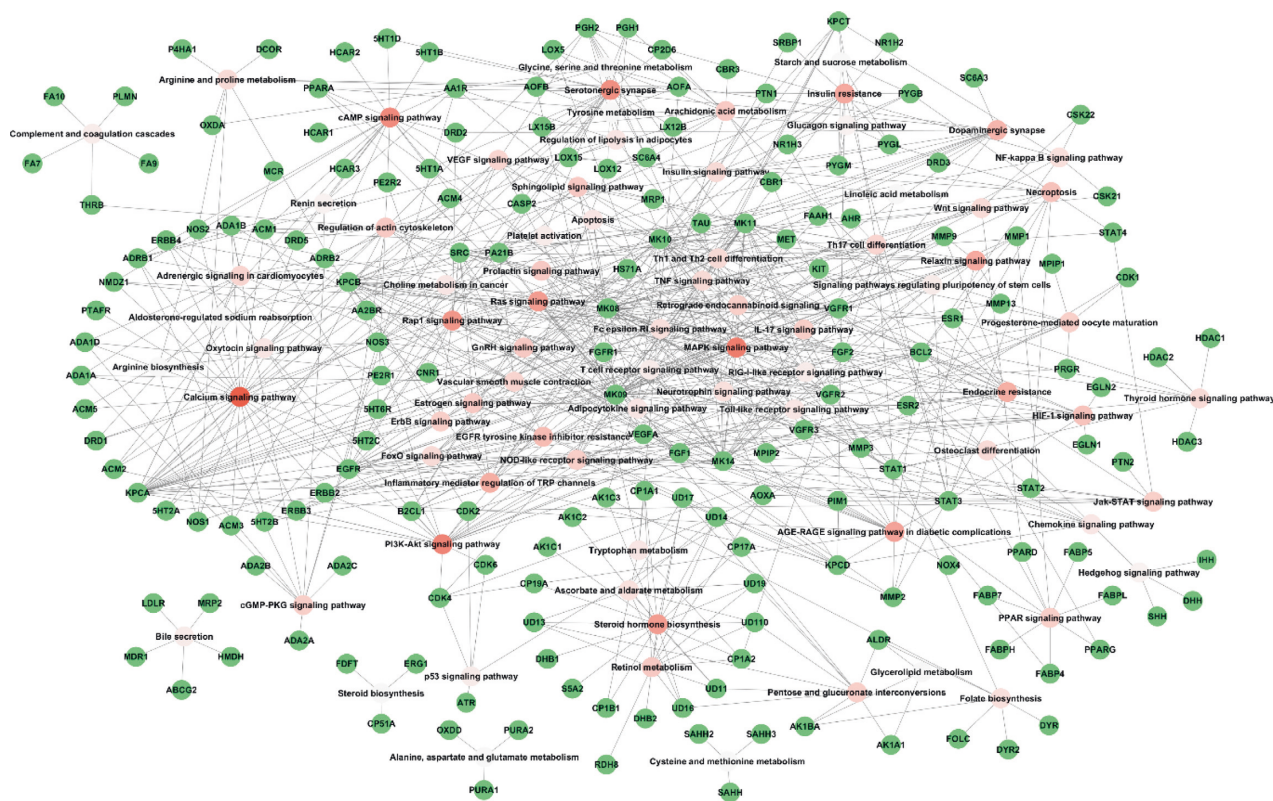 PGH2
PGH1
5HT1D
KPCT
P4HA1
DCOR
HCAR2
5HT1B
LOX5
CP2D6
SRBP1
NR1H2
Glycine, serine and threonine metabolism
Starch and sucrose metabolism
Arginine and proline metabolism
CBR3
SC6A3
PPARA
AA1R
AOFB
Serotonergic synapse
AOFA
PTN1
Insulin resistance
PYGB
FA10
PLMN
Tyrosine metabolism
Arachidonic acid metabolism
CSK22
OXDA
cAMP signaling pathway
LX15B
LX12B
Glucagon signaling pathway
Dopaminergic synapse
Complement and coagulation cascades
HCAR1
DRD2
Regulation of lipolysis in adipocytes
NR1H3
PYGL
NF-kappa B signaling pathway
VEGF signaling pathway
LOX15
SC6A4
DRD3
FA7
FA9
MCR
HCAR3
5HT1A
LOX12
Insulin signaling pathway
PYGM
PE2R2
Sphingolipid signaling pathway
CBR1
Linoleic acid metabolism
Necroptosis
CSK21
THRB
Renin secretion
ACM4
CASP2
MRP1
Wnt signaling pathway
NOS2
ADA1B
ACM1
Regulation of actin cytoskeleton
Apoptosis
TAU
MK11
FAAH1
AHR
ERBB4
DRD5
Platelet activation
MK10
MET
Th17 cell differentiation
MMP9
MMP1
STAT4
ADRB1
ADRB2
SRC
PA21B
Th1 and Th2 cell differentiation
Relaxin signaling pathway
NMDZ1
Adrenergic signaling in cardiomyocytes
KPCB
Choline metabolism in cancer
Prolactin signaling pathway
HS71A
TNF signaling pathway
KIT
Signaling pathways regulating pluripotency of stem cells
MPIP1
CDK1
PTAFR
Aldosterone-regulated sodium reabsorption
AA2BR
Ras signaling pathway
MK08
Retrograde endocannabinoid signaling
VGFR1
MMP13
Rap1 signaling pathway
Fc epsilon RI signaling pathway
IL-17 signaling pathway
ESR1
Progesterone-mediated oocyte maturation
ADA1D
Oxytocin signaling pathway
NOS3
GnRH signaling pathway
FGFR1
MAPK signaling pathway
FGF2
BCL2
HDAC1
HDAC2
Arginine biosynthesis
CNR1
T cell receptor signaling pathway
RIG-I-like receptor signaling pathway
PRGR
ADA1A
PE2R1
Vascular smooth muscle contraction
MK09
Neurotrophin signaling pathway
VGFR2
EGLN2
Calcium signaling pathway
Estrogen signaling pathway
Adipocytokine signaling pathway
Toll-like receptor signaling pathway
ESR2
Endocrine resistance
Thyroid hormone signaling pathway
ACM5
5HT6R
ErbB signaling pathway
VEGFA
VGFR3
HIF-1 signaling pathway
DRD1
5HT2C
EGFR tyrosine kinase inhibitor resistance
MMP3
EGLN1
HDAC3
ACM2
EGFR
FoxO signaling pathway
NOD-like receptor signaling pathway
FGF1
MK14
MPIP2
STAT1
Osteoclast differentiation
PTN2
KPCA
ERBB2
Inflammatory mediator regulation of TRP channels
CP1A1
STAT2
5HT2A
ERBB3
B2CL1
CDK2
AK1C3
UD17
AOXA
PIM1
STAT3
Jak-STAT signaling pathway
NOS1
ACM3
5HT2B
AK1C2
UD14
Chemokine signaling pathway
PI3K-Akt signaling pathway
AK1C1
Tryptophan metabolism
CP17A
AGE-RAGE signaling pathway in diabetic complications
PPARD
FABP5
ADA2B
ADA2C
CDK6
KPCD
NOX4
Hedgehog signaling pathway
IHH
CDK4
CP19A
Ascorbate and aldarate metabolism
UD19
MMP2
FABP7
FABPL
DHH
LDLR
MRP2
cGMP-PKG signaling pathway
UD13
Steroid hormone biosynthesis
UD110
PPAR signaling pathway
SHH
Bile secretion
ADA2A
ALDR
MDR1
HMDH
FDFT
ERG1
DHB1
CP1A2
FABPH
PPARG
Retinol metabolism
Glycerolipid metabolism
FABP4
p53 signaling pathway
ABCG2
Steroid biosynthesis
S5A2
UD11
Pentose and glucuronate interconversions
Folate biosynthesis
ATR
CP1B1
UD16
CP51A
DHB2
AK1BA
DYR
OXDD
PURA2
SAHH2
SAHH3
FOLC
DYR2
AK1A1
Alanine, aspartate and glutamate metabolism
RDH8
Cysteine and methionine metabolism
PURA1
SAHH